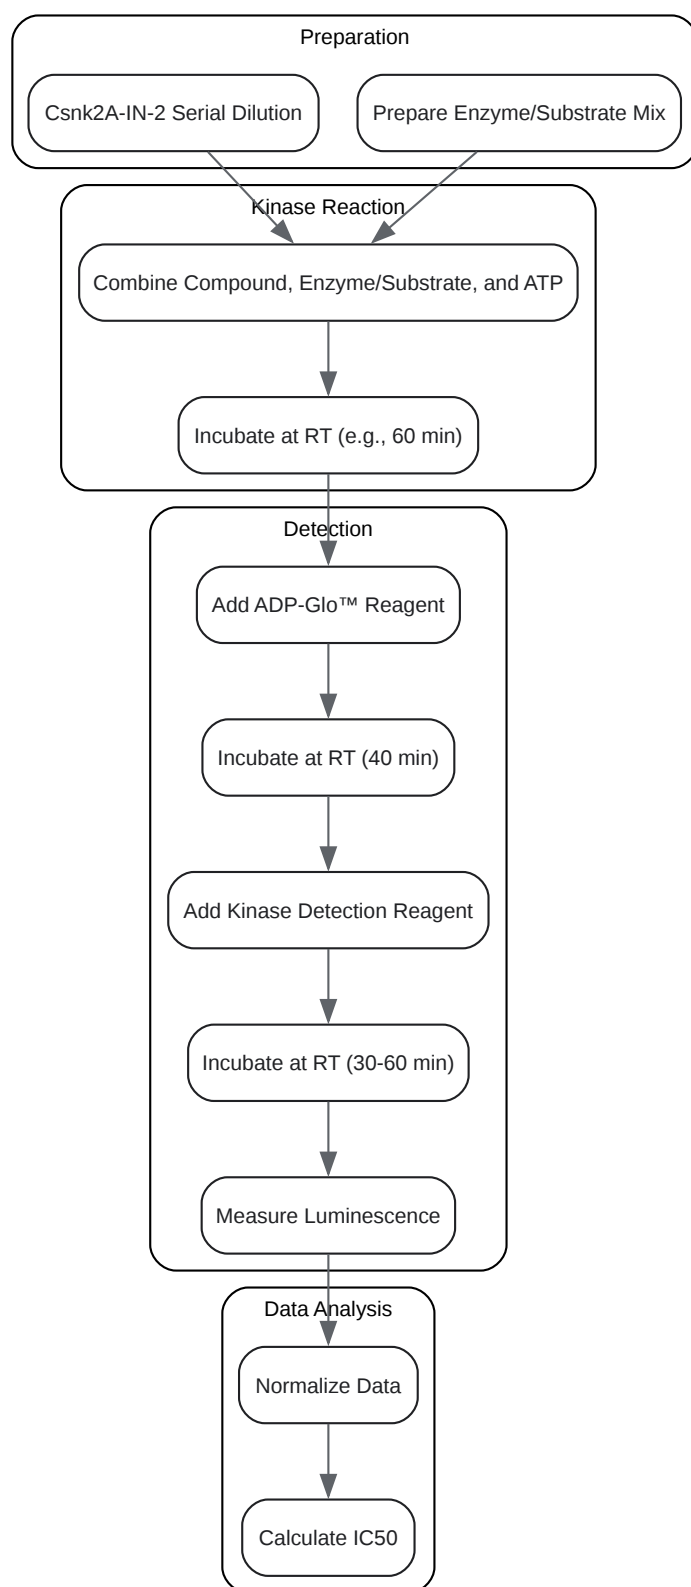 Preparation
Csnk2A-IN-2 Serial Dilution
Prepare Enzyme/Substrate Mix
Kinase Reaction
Combine Compound, Enzyme/Substrate, and ATP
Incubate at RT (e.g., 60 min)
Detection
Add ADP-Glo™ Reagent
Incubate at RT (40 min)
Add Kinase Detection Reagent
Incubate at RT (30-60 min)
Measure Luminescence
Data Analysis
Normalize Data
Calculate IC50